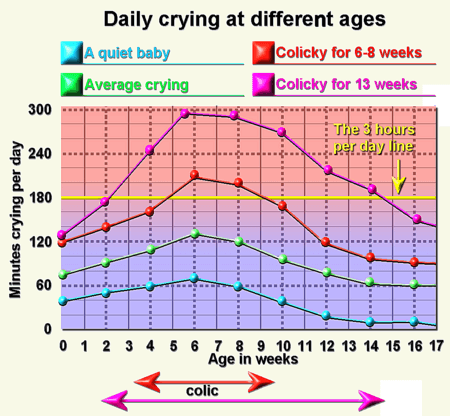 Daily crying at different ages
A quiet baby
Colicky for 6-8 weeks
Average crying
Colicky for 13 weeks
Minutes crying per day
300
240
180
120
60
0
The 3 hours
per day line
0 1 2 3 4 5 6 7 8 9 10 11 12 13 14 15 16 17
Age in weeks
colic